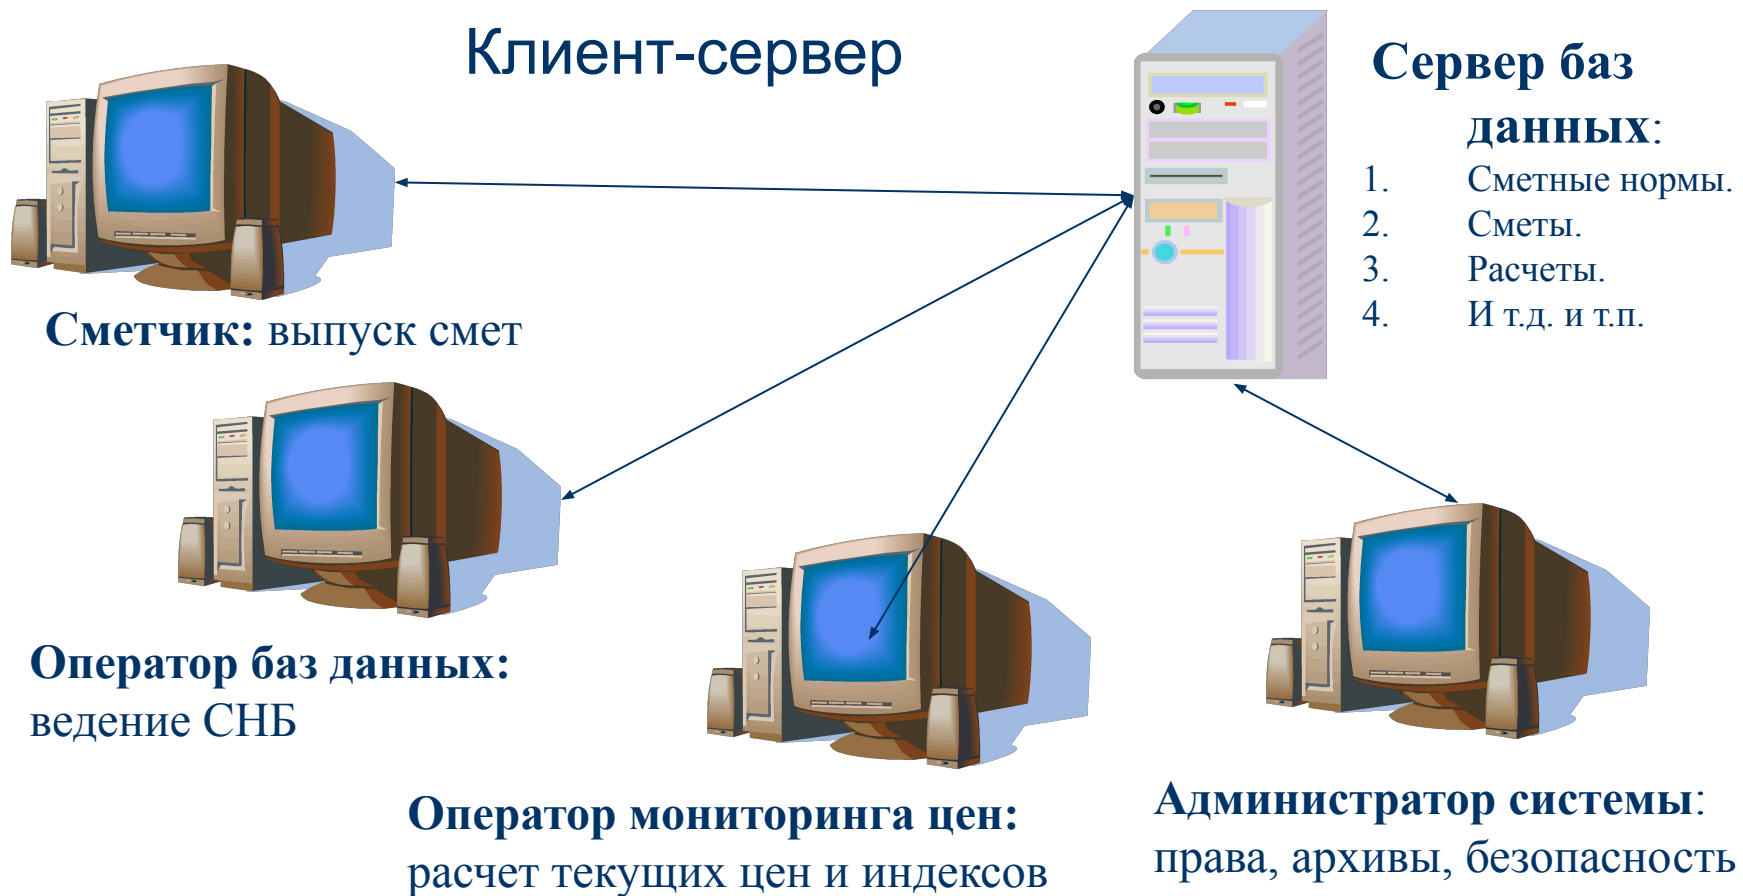 Клиент-сервер
Сервер баз
данных:
1. Сметные нормы.
2. Сметы.
3. Расчеты.
4. И т.д. и т.п.
Сметчик: выпуск смет
Оператор баз данных:
ведение СНБ
Оператор мониторинга цен:
расчет текущих цен и индексов
Администратор системы:
права, архивы, безопасность